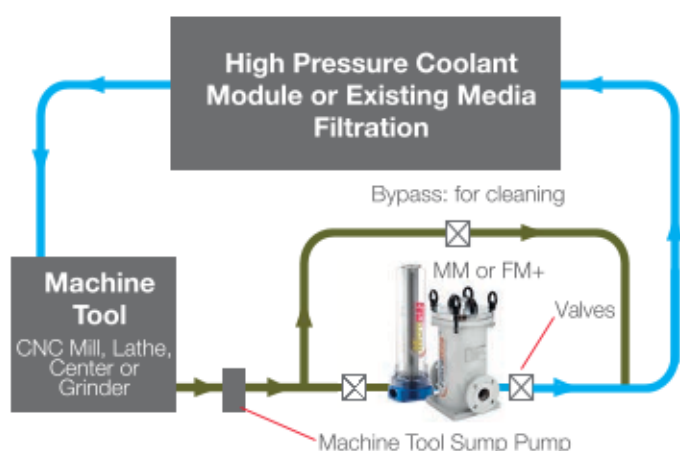 High Pressure Coolant
Module or Existing Media
Filtration
Bypass: for cleaning
Machine
Tool
CNC Mill, Lathe,
Center or
Grinder
MM or FM+
Valves
Machine Tool Sump Pump